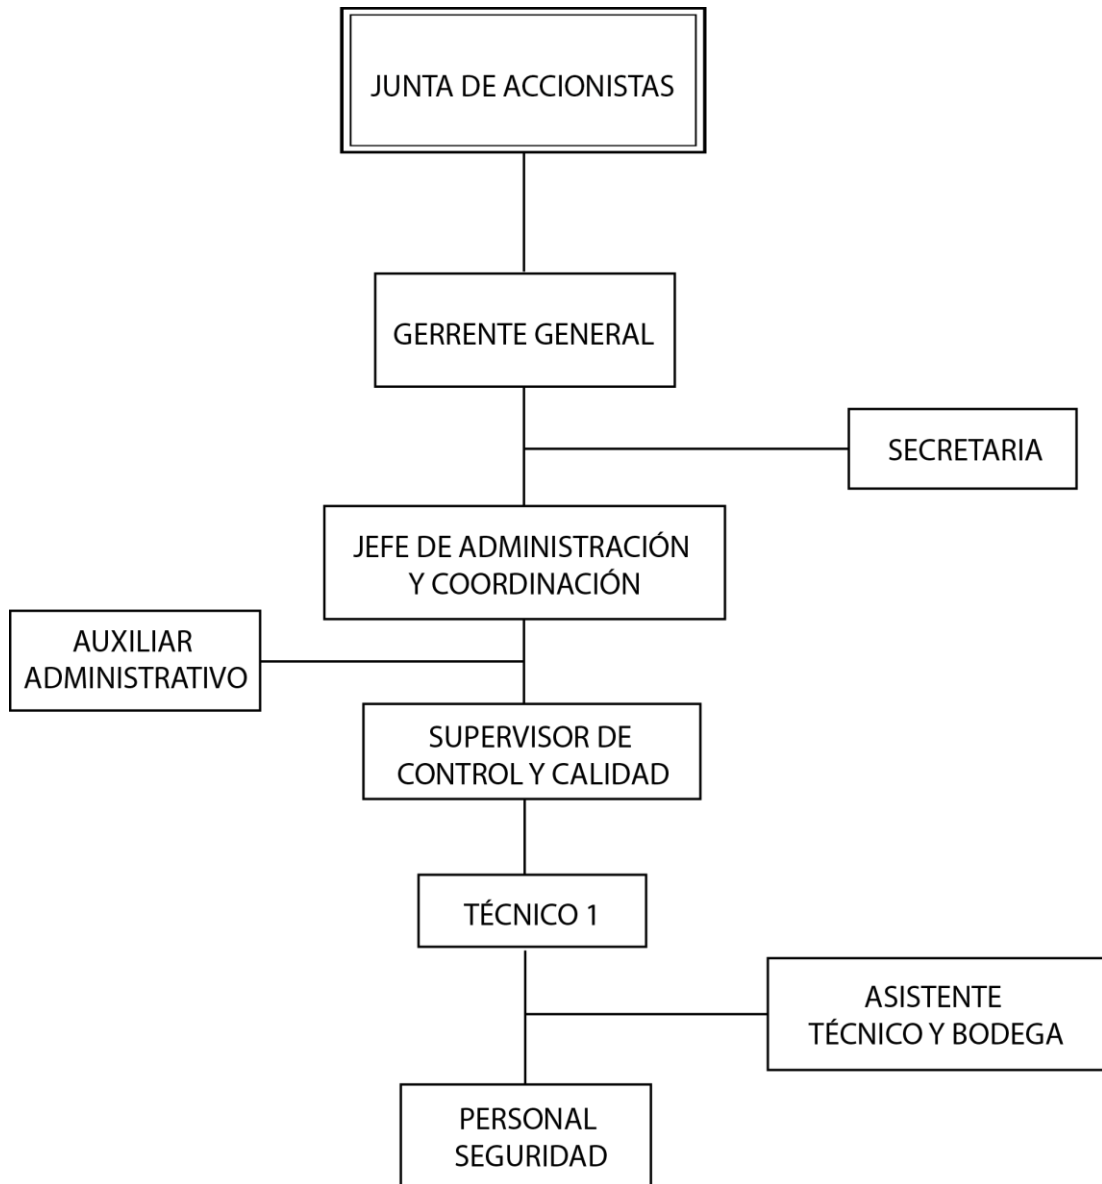 JUNTA DE ACCIONISTAS
GERRENTE GENERAL
SECRETARIA
JEFE DE ADMINISTRACIÓN
Y COORDINACIÓN
AUXILIAR
ADMINISTRATIVO
SUPERVISOR DE
CONTROL Y CALIDAD
TÉCNICO 1
ASISTENTE
TÉCNICO Y BODEGA
PERSONAL
SEGURIDAD